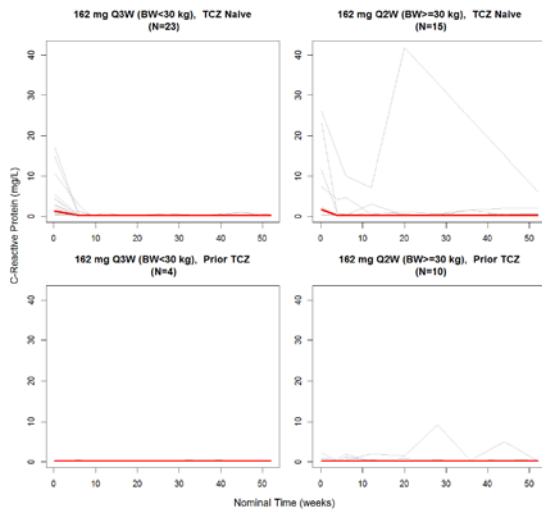 162 mg Q3W (BW<30 kg), TCZ Naive
(N=23)
162 mg Q2W (BW>=30 kg), TCZ Naive
(N=15)
40
30
20
10
0
0 10 20 30 40 50
40
30
20
10
0
0 10 20 30 40 50
C-Reactive Protein (mg/L)
162 mg Q3W (BW<30 kg), Prior TCZ
(N=4)
162 mg Q2W (BW>=30 kg), Prior TCZ
(N=10)
40
30
20
10
0
0 10 20 30 40 50
40
30
20
10
0
0 10 20 30 40 50
Nominal Time (weeks)